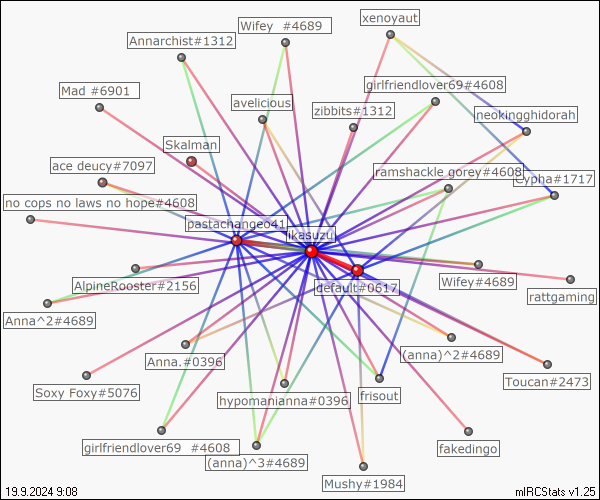 xenoyaut
Wifey  #4689
Annarchist#1312
girlfriendlover69#4608
Mad #6901
avelicious
zibbits#1312
neokingghidorah
Skalman
ace deucy#7097
ramshackle gorey#4608
Cypha#1717
no cops no laws no hope#4608
pastachangeo41
ikasuzu
AlpineRooster#2156
default#0617
Wifey#4689
rattgaming
Anna^2#4689
Anna.#0396
(anna)^2#4689
Soxy Foxy#5076
Toucan#2473
hypomanianna#0396
frisout
girlfriendlover69  #4608
(anna)^3#4689
fakedingo
Mushy#1984
19.9.2024 9:08
mIRCStats v1.25